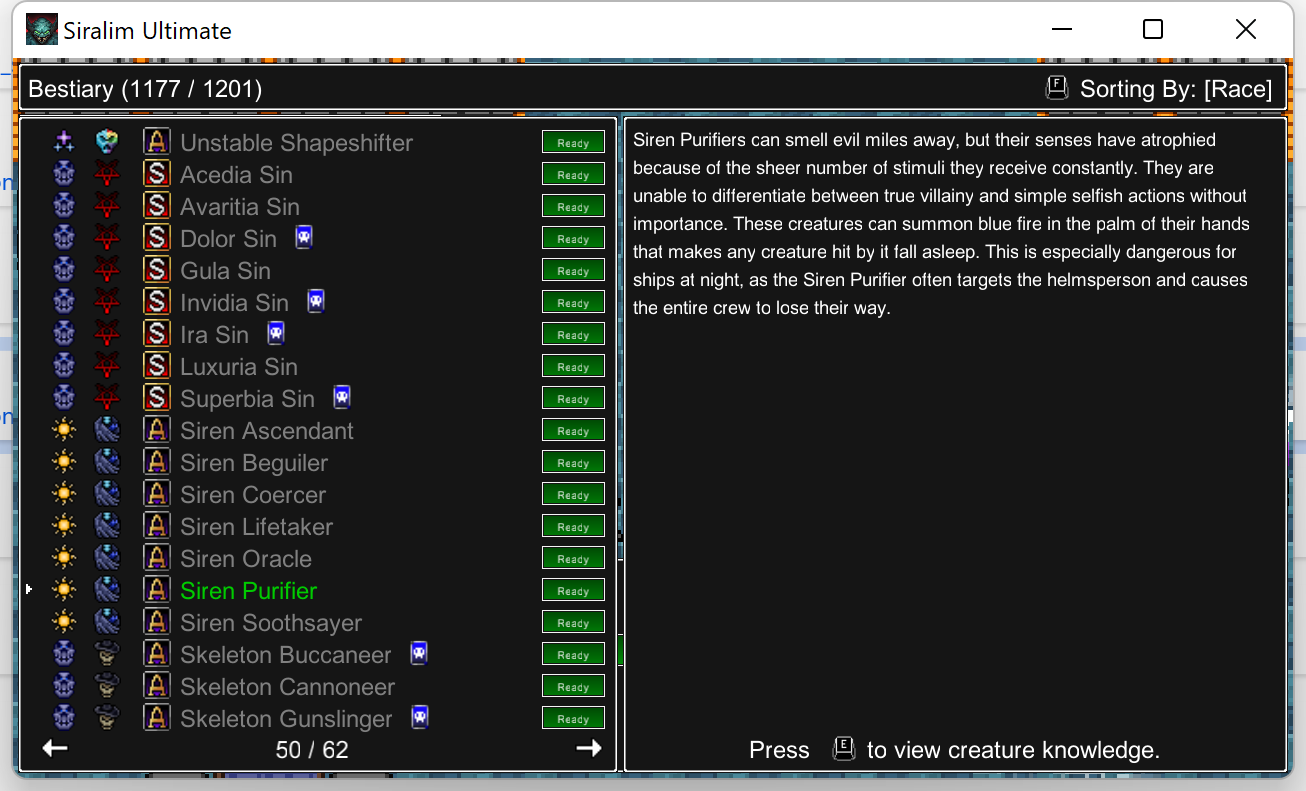 Siralim Ultimate
Bestiary (1177 / 1201)
F Sorting By: [Race]
A Unstable Shapeshifter Ready
S Acedia Sin Ready
S Avaritia Sin Ready
S Dolor Sin Ready
S Gula Sin Ready
S Invidia Sin Ready
S Ira Sin Ready
S Luxuria Sin Ready
S Superbia Sin Ready
A Siren Ascendant Ready
A Siren Beguiler Ready
A Siren Coercer Ready
A Siren Lifetaker Ready
A Siren Oracle Ready
A Siren Purifier Ready
A Siren Soothsayer Ready
A Skeleton Buccaneer Ready
A Skeleton Cannoneer Ready
A Skeleton Gunslinger Ready
50 / 62
Siren Purifiers can smell evil miles away, but their senses have atrophied
because of the sheer number of stimuli they receive constantly. They are
unable to differentiate between true villainy and simple selfish actions without
importance. These creatures can summon blue fire in the palm of their hands
that makes any creature hit by it fall asleep. This is especially dangerous for
ships at night, as the Siren Purifier often targets the helmsperson and causes
the entire crew to lose their way.
Press E to view creature knowledge.